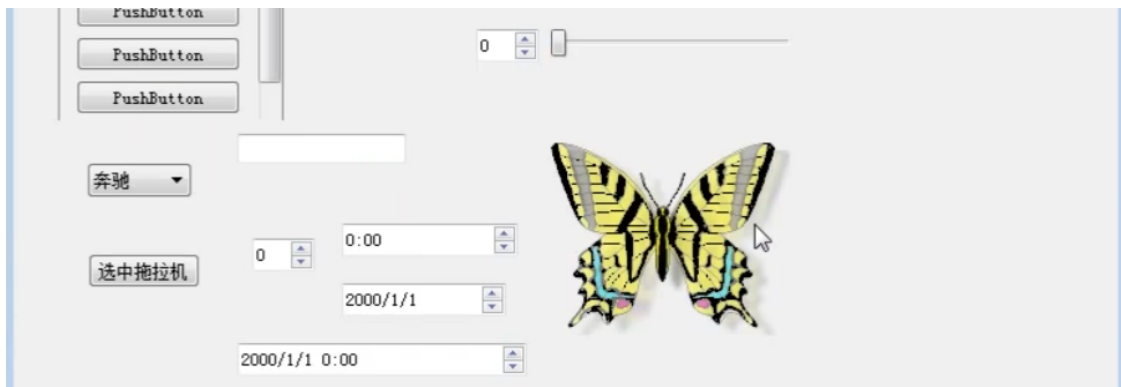 PushButton
0
PushButton
PushButton
奔驰
0:00
0
选中拖拉机
2000/1/1
2000/1/1 0:00